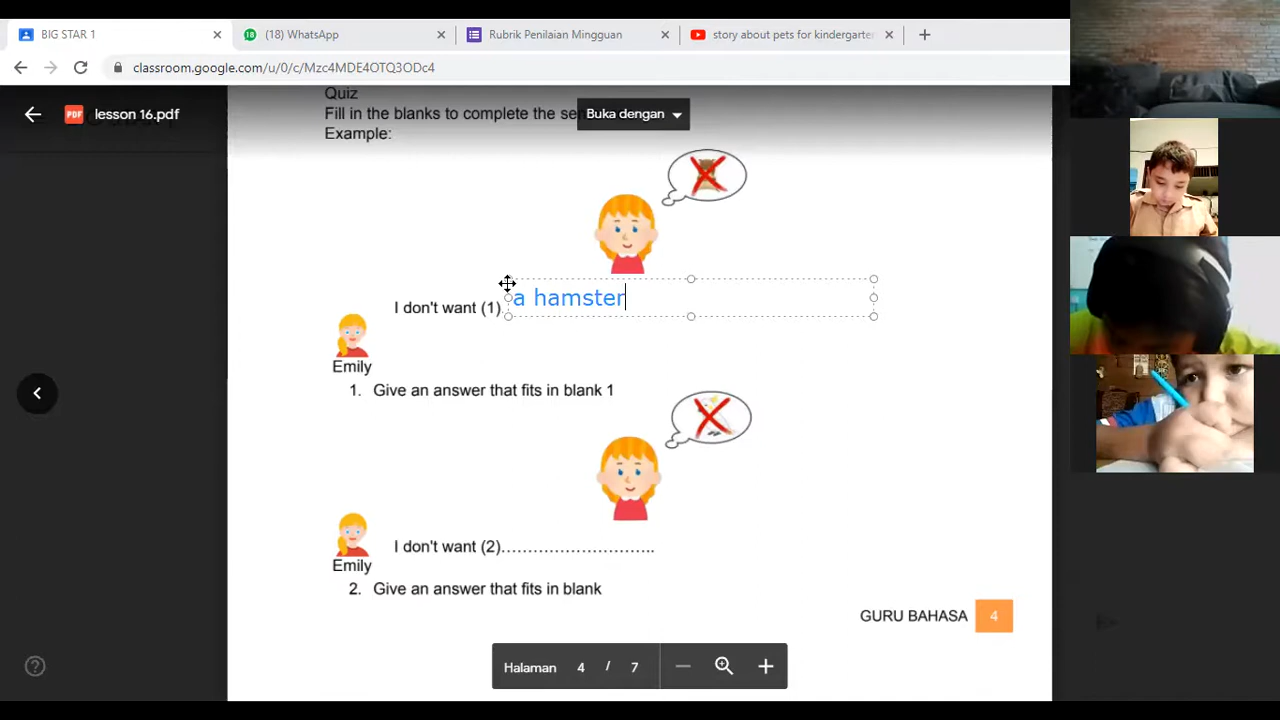 BIG STAR 1
(18) WhatsApp
Rubrik Penilaian Mingguan
story about pets for kindergarten
classroom.google.com/u/0/c/Mzc4MDE4OTQ3ODc4
PDF lesson 16.pdf
Buka dengan
Quiz
Fill in the blanks to complete the sen
Example:
I don't want (1) a hamster
Emily
1. Give an answer that fits in blank 1
I don't want (2)…………………………..
Emily
2. Give an answer that fits in blank
GURU BAHASA 4
Halaman 4 / 7